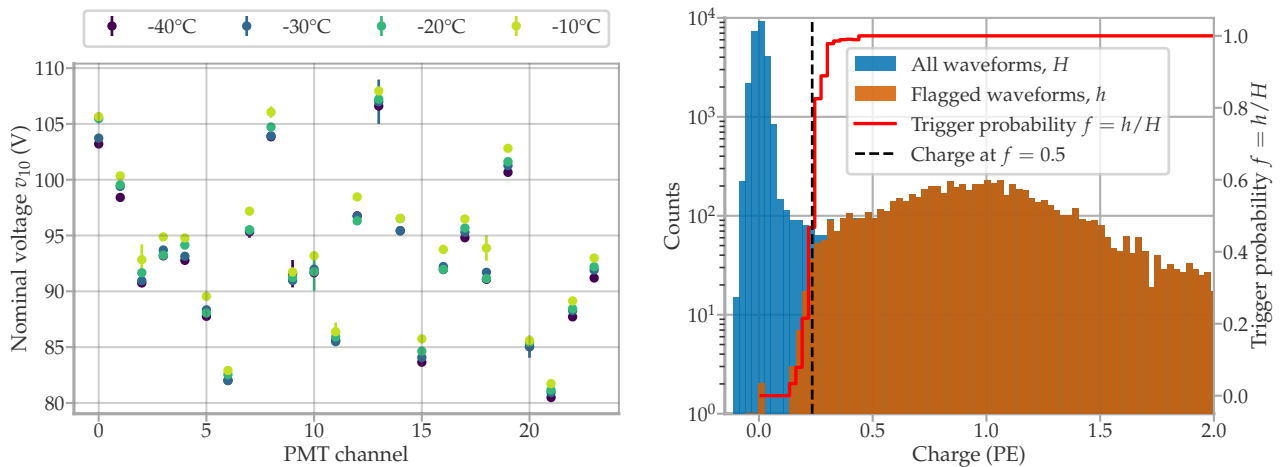 -40°C -30°C -20°C -10°C
Nominal voltage v₁₀ (V)
110
105
100
95
90
85
80
0 5 10 15 20
PMT channel
All waveforms, H
Flagged waveforms, h
Trigger probability f = h/H
Charge at f = 0.5
Counts
10⁴
10³
10²
10¹
10⁰
0.0 0.5 1.0 1.5 2.0
Charge (PE)
1.0
0.8
0.6
0.4
0.2
0.0
Trigger probability f = h/H